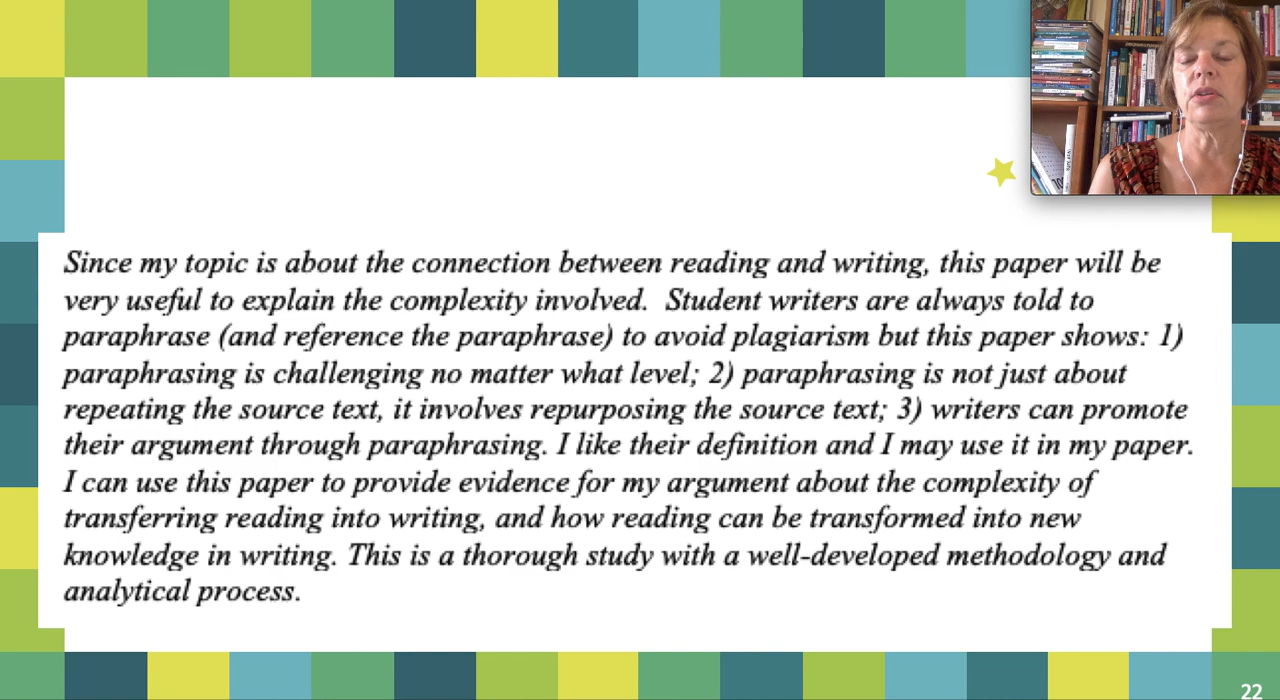 Since my topic is about the connection between reading and writing, this paper will be
very useful to explain the complexity involved.  Student writers are always told to
paraphrase (and reference the paraphrase) to avoid plagiarism but this paper shows: 1)
paraphrasing is challenging no matter what level; 2) paraphrasing is not just about
repeating the source text, it involves repurposing the source text; 3) writers can promote
their argument through paraphrasing. I like their definition and I may use it in my paper.
I can use this paper to provide evidence for my argument about the complexity of
transferring reading into writing, and how reading can be transformed into new
knowledge in writing. This is a thorough study with a well-developed methodology and
analytical process.
22